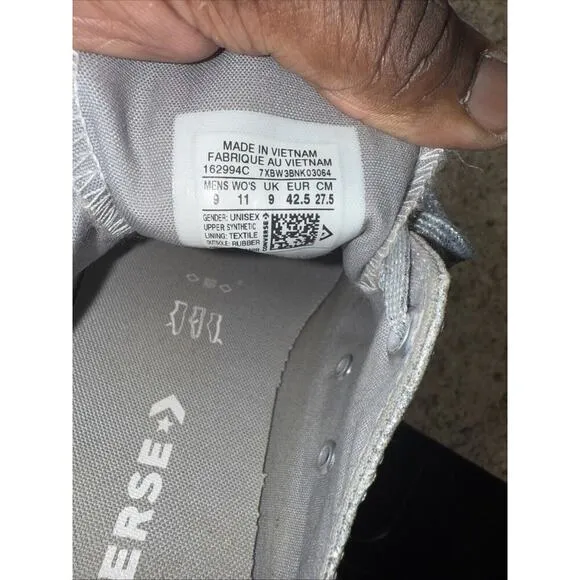 MADE IN VIETNAM
FABRIQUE AU VIETNAM
162994C 7XBW3BNK03064
MENS WO'S UK EUR CM
9 11 9 42.5 27.5
GENDER: UNISEX
UPPER SYNTHETIC
LINING: TEXTILE
OUTSOLE: RUBBER
CONVERSE
ERSE